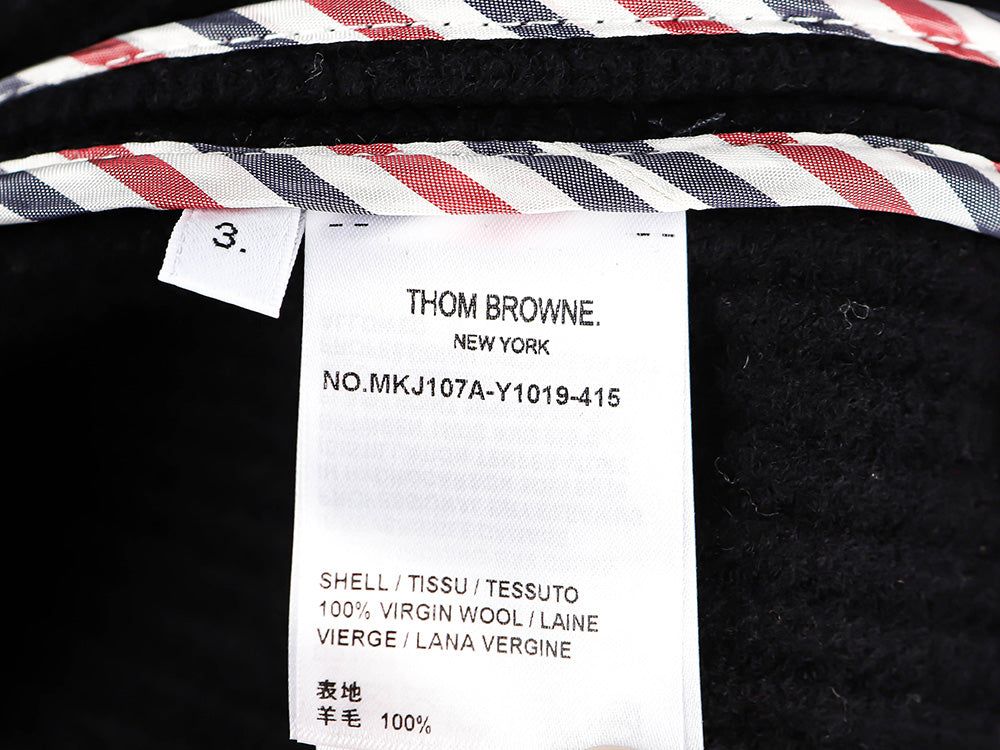 3.
THOM BROWNE.
NEW YORK
NO.MKJ107A-Y1019-415
SHELL / TISSU / TESSUTO
100% VIRGIN WOOL / LAINE
VIERGE / LANA VERGINE
表地
羊毛 100%